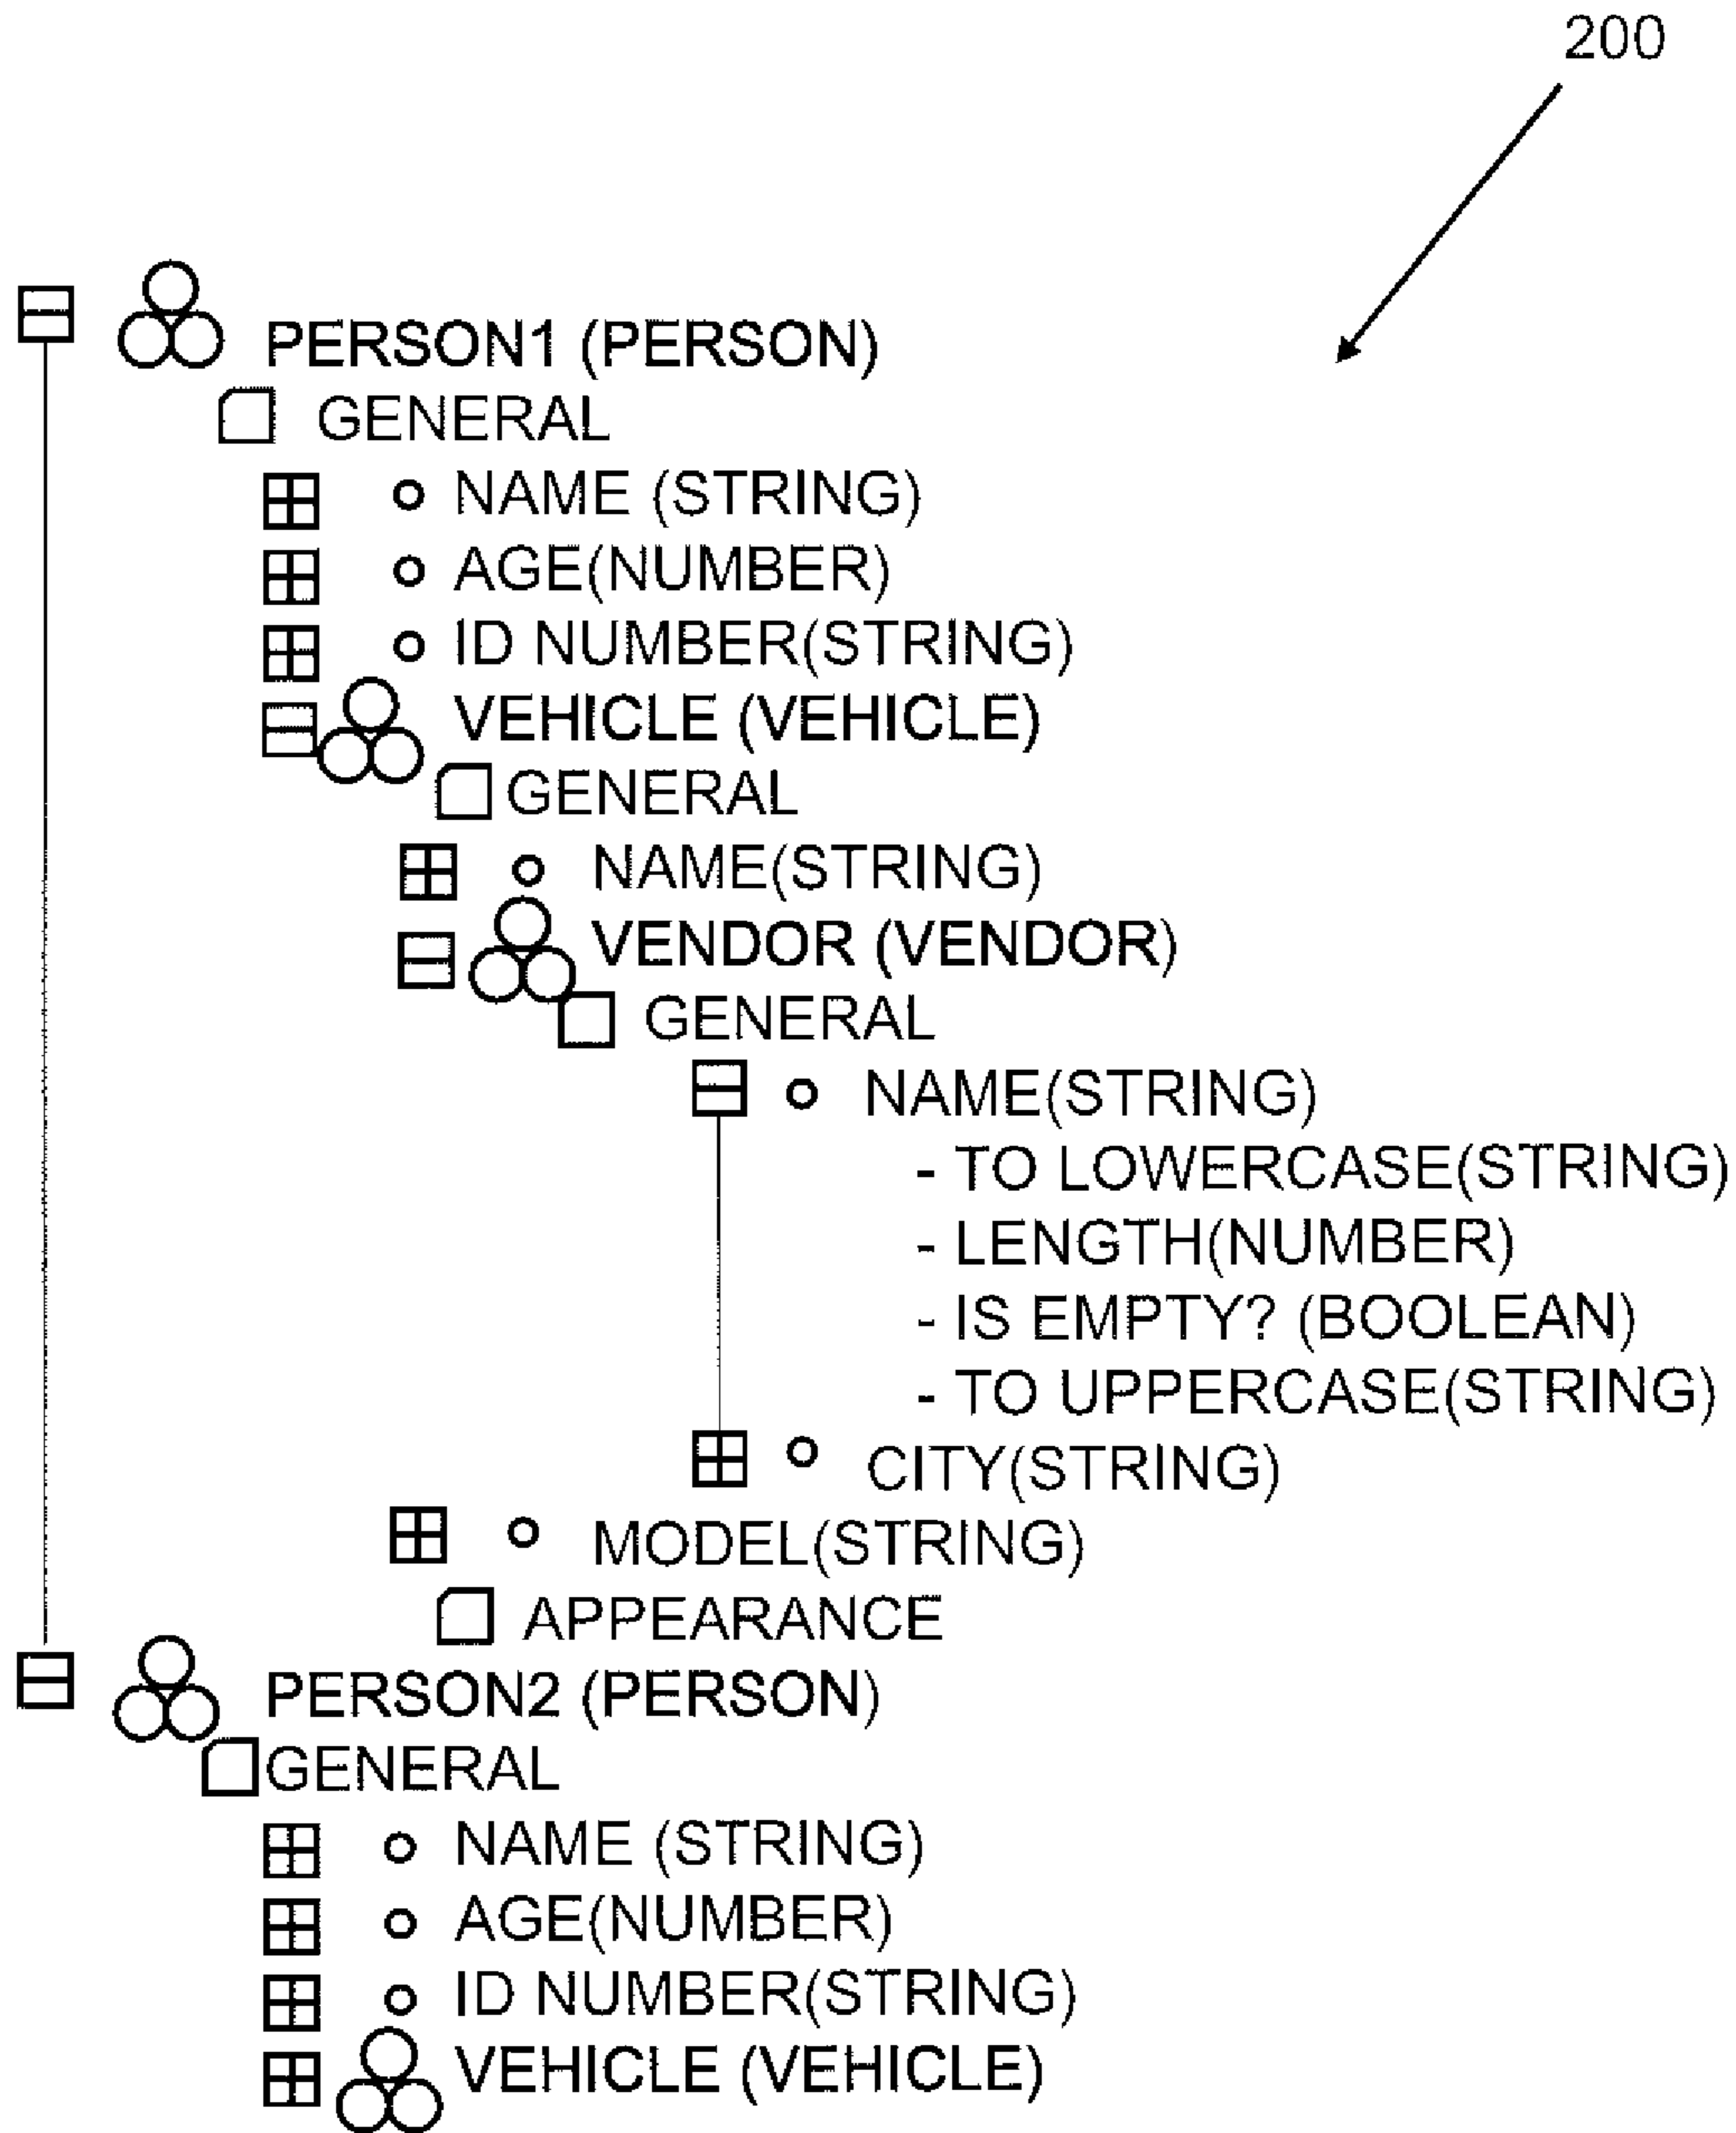 200
PERSON1 (PERSON)
GENERAL
NAME (STRING)
AGE(NUMBER)
ID NUMBER(STRING)
VEHICLE (VEHICLE)
GENERAL
NAME(STRING)
VENDOR (VENDOR)
GENERAL
NAME(STRING)
- TO LOWERCASE(STRING)
- LENGTH(NUMBER)
- IS EMPTY? (BOOLEAN)
- TO UPPERCASE(STRING)
CITY(STRING)
MODEL(STRING)
APPEARANCE
PERSON2 (PERSON)
GENERAL
NAME (STRING)
AGE(NUMBER)
ID NUMBER(STRING)
VEHICLE (VEHICLE)